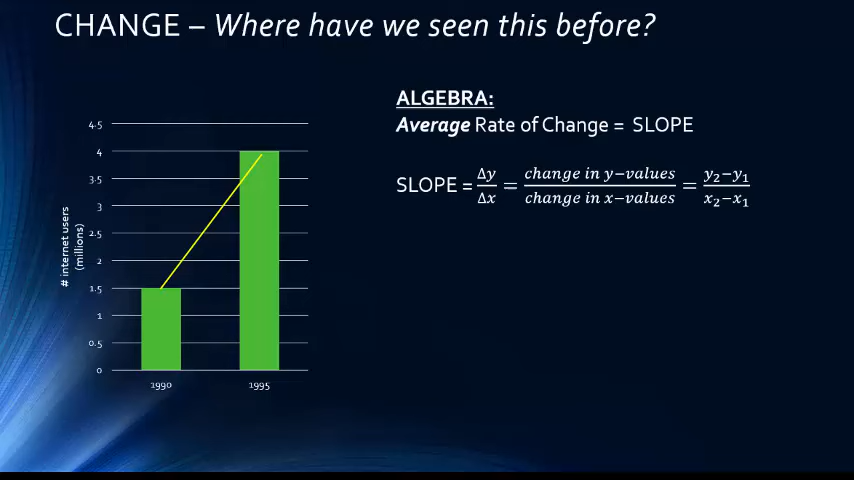 CHANGE – Where have we seen this before?
ALGEBRA:
Average Rate of Change = SLOPE
SLOPE = Δy/Δx = change in y−values/change in x−values = y₂−y₁/x₂−x₁
# internet users
(millions)
4.5
4
3.5
3
2.5
2
1.5
1
0.5
0
1990 1995